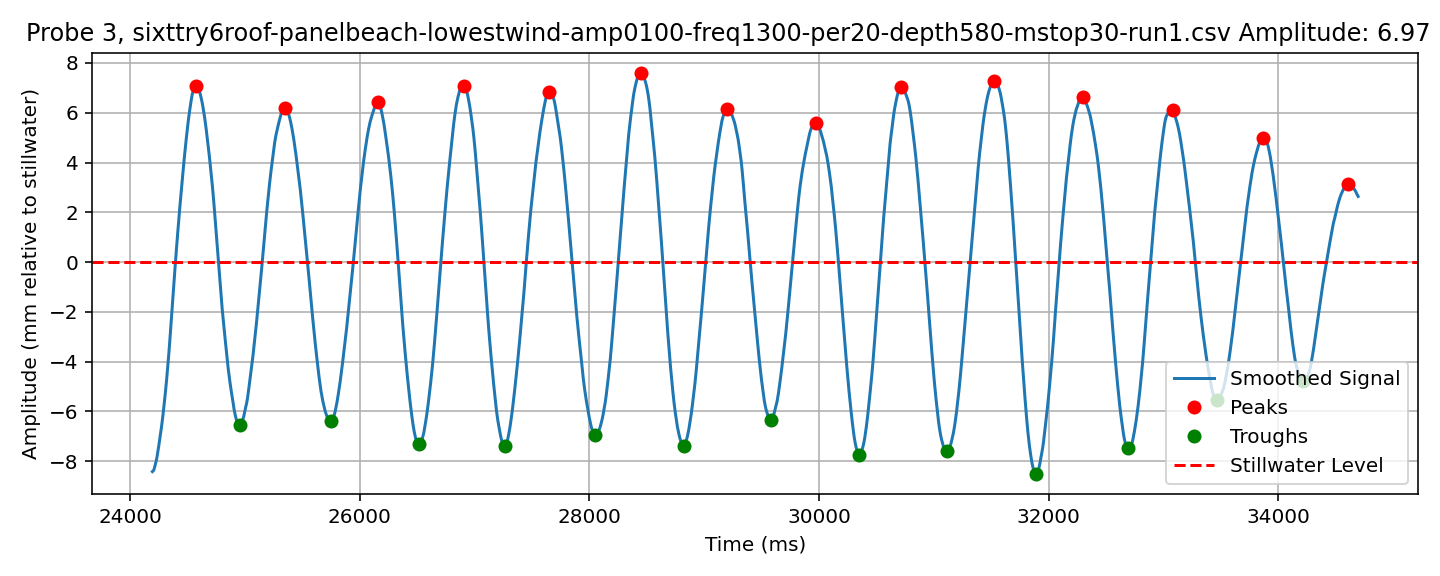 Probe 3, sixttry6roof-panelbeach-lowestwind-amp0100-freq1300-per20-depth580-mstop30-run1.csv Amplitude: 6.97
Amplitude (mm relative to stillwater)
8
6
4
2
0
−2
−4
−6
−8
Smoothed Signal
Peaks
Troughs
Stillwater Level
24000 26000 28000 30000 32000 34000
Time (ms)